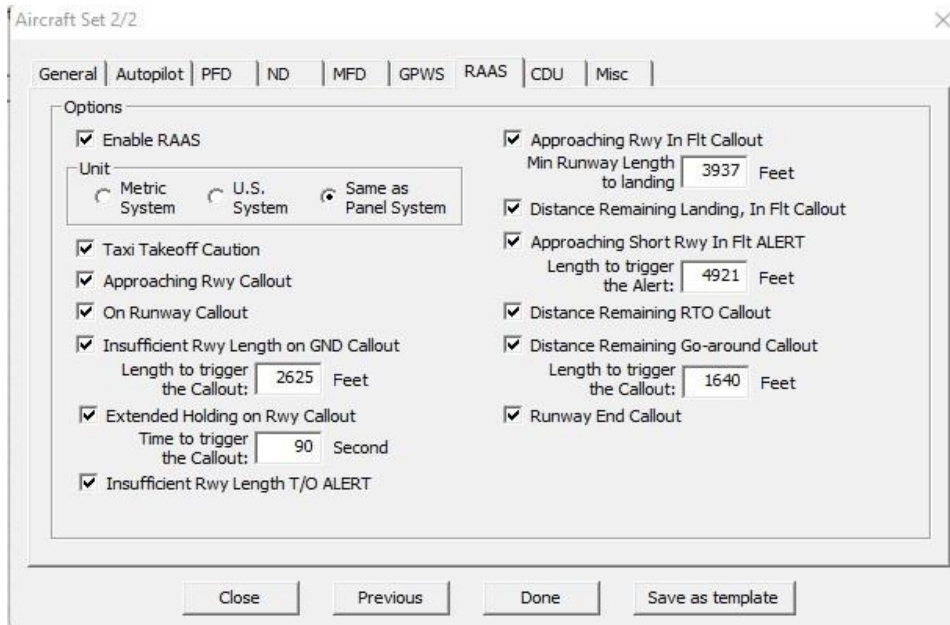 Aircraft Set 2/2
General Autopilot PFD ND MFD GPWS RAAS CDU Misc
Options
Enable RAAS
Unit
Metric System
U.S. System
Same as Panel System
Taxi Takeoff Caution
Approaching Rwy Callout
On Runway Callout
Insufficient Rwy Length on GND Callout
Length to trigger
the Callout: 2625 Feet
Extended Holding on Rwy Callout
Time to trigger
the Callout: 90 Second
Insufficient Rwy Length T/O ALERT
Approaching Rwy In Flt Callout
Min Runway Length
to landing 3937 Feet
Distance Remaining Landing, In Flt Callout
Approaching Short Rwy In Flt ALERT
Length to trigger
the Alert: 4921 Feet
Distance Remaining RTO Callout
Distance Remaining Go-around Callout
Length to trigger
the Callout: 1640 Feet
Runway End Callout
Close Previous Done Save as template